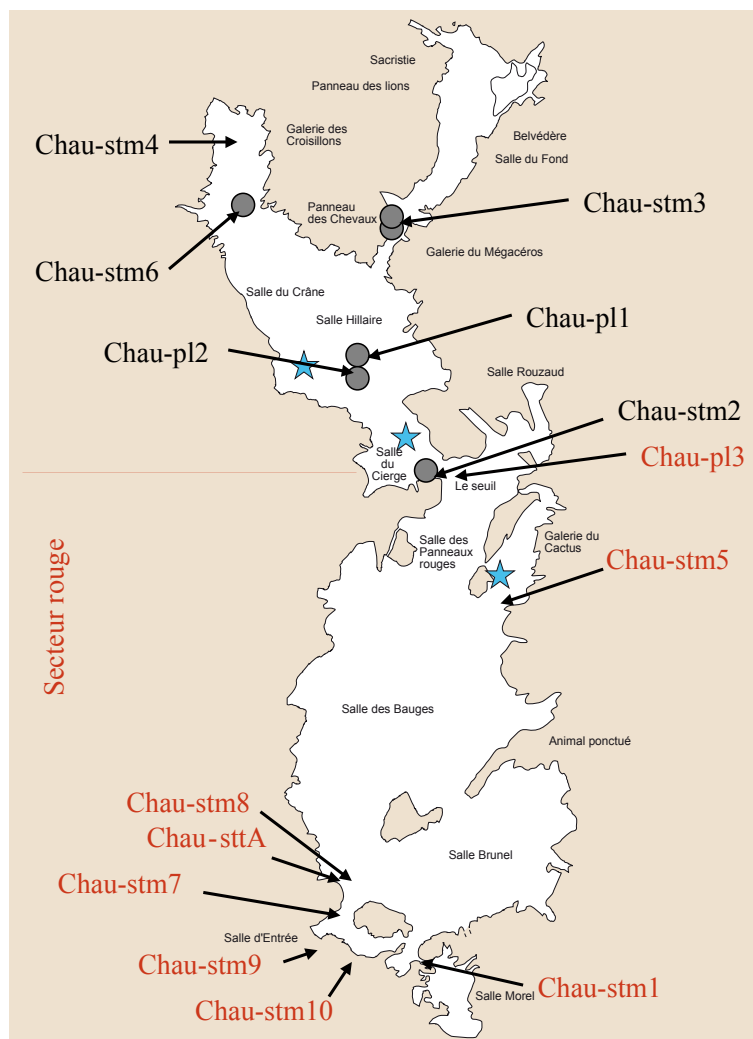 Sacristie
Panneau des lions
Galerie des
Croisillons
Chau-stm4
Belvédère
Salle du Fond
Panneau
des Chevaux
Chau-stm3
Galerie du Mégacéros
Chau-stm6
Salle du Crâne
Salle Hillaire
Chau-pl1
Chau-pl2
Salle Rouzaud
Chau-stm2
Salle
du
Cierge
Chau-pl3
Le seuil
Secteur rouge
Salle des
Panneaux
rouges
Galerie du
Cactus
Chau-stm5
Salle des Bauges
Animal ponctué
Chau-stm8
Chau-sttA
Salle Brunel
Chau-stm7
Salle d'Entrée
Chau-stm9
Chau-stm10
Salle Morel
Chau-stm1